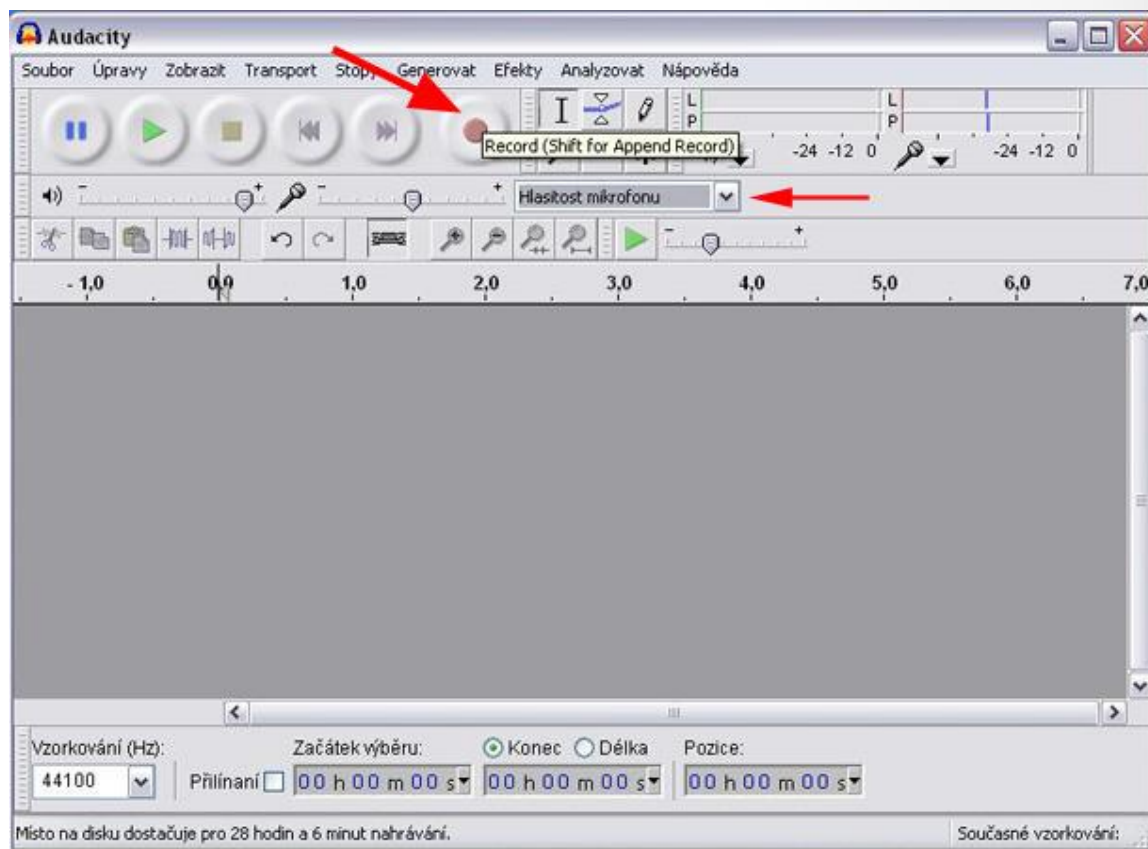 Audacity
Soubor Úpravy Zobrazit Transport Stopy Generovat Efekty Analyzovat Nápověda
L
P
L
P
Record (Shift for Append Record)
-24 -12 0
-24 -12 0
- + - + Hlasitost mikrofonu
- +
- 1,0 0,0 1,0 2,0 3,0 4,0 5,0 6,0 7,0
Vzorkování (Hz): Začátek výběru: Konec Délka Pozice:
44100 Přilínaní 00 h 00 m 00 s 00 h 00 m 00 s 00 h 00 m 00 s
Místo na disku dostačuje pro 28 hodin a 6 minut nahrávání. Současné vzorkování: